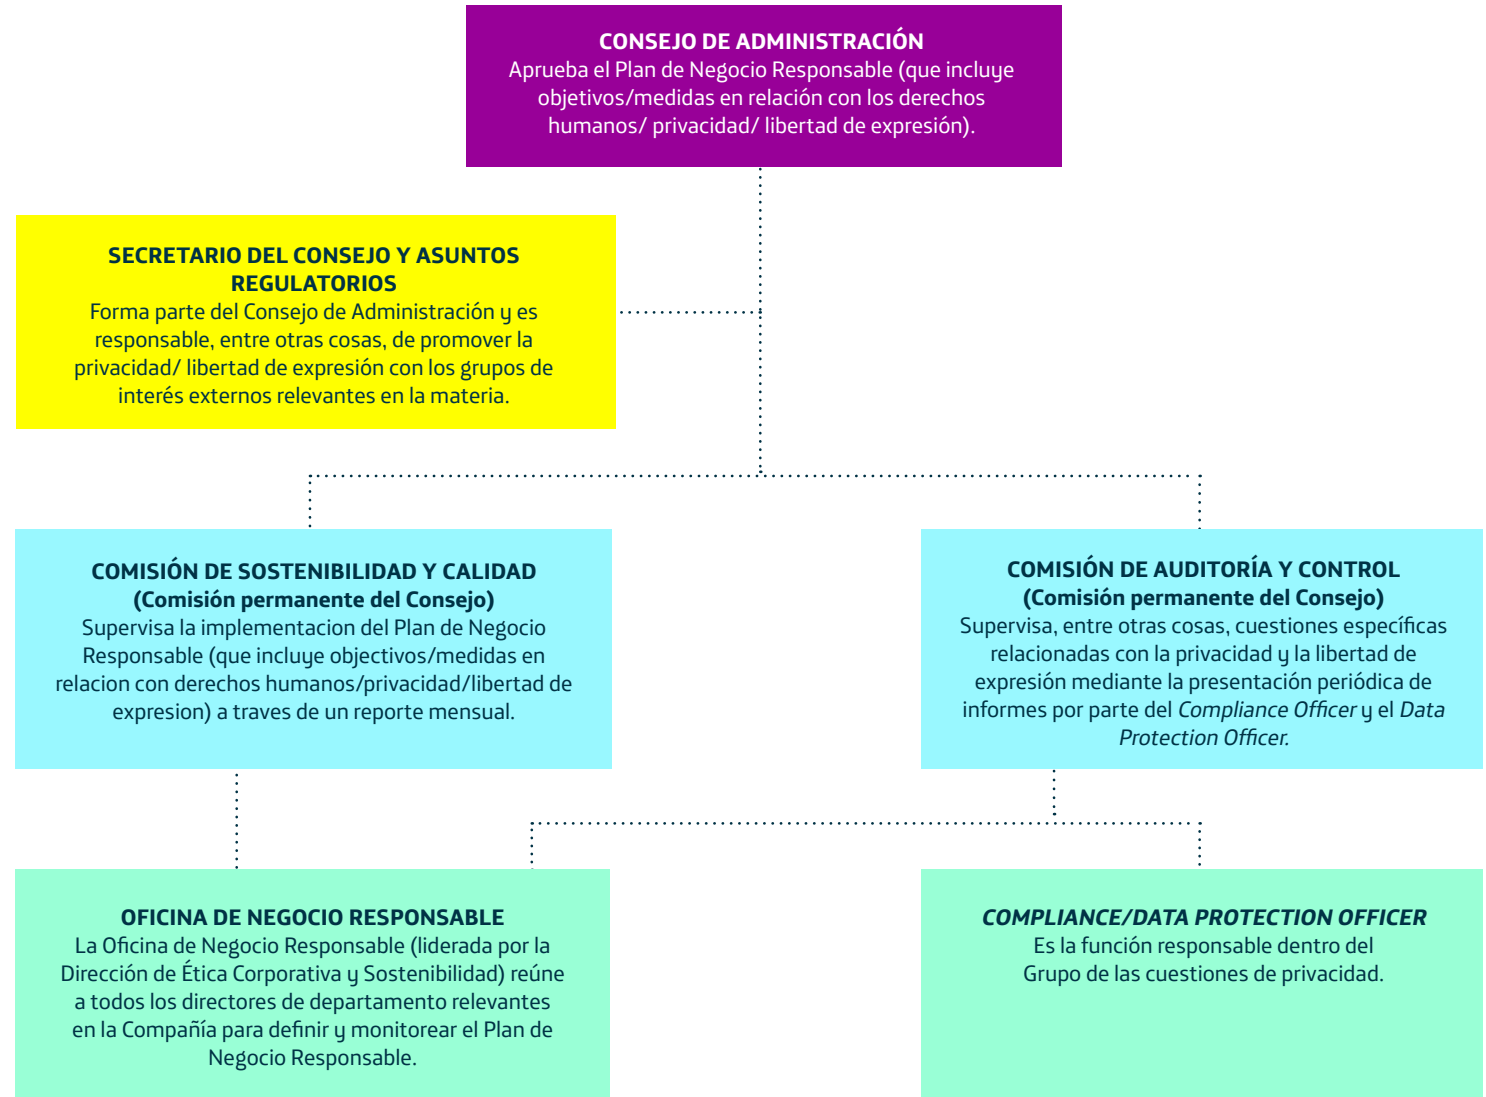 CONSEJO DE ADMINISTRACIÓN
Aprueba el Plan de Negocio Responsable (que incluye
objetivos/medidas en relación con los derechos
humanos/ privacidad/ libertad de expresión).
SECRETARIO DEL CONSEJO Y ASUNTOS
REGULATORIOS
Forma parte del Consejo de Administración y es
responsable, entre otras cosas, de promover la
privacidad/ libertad de expresión con los grupos de
interés externos relevantes en la materia.
COMISIÓN DE SOSTENIBILIDAD Y CALIDAD
(Comisión permanente del Consejo)
Supervisa la implementacion del Plan de Negocio
Responsable (que incluye objectivos/medidas en
relacion con derechos humanos/privacidad/libertad de
expresion) a traves de un reporte mensual.
COMISIÓN DE AUDITORÍA Y CONTROL
(Comisión permanente del Consejo)
Supervisa, entre otras cosas, cuestiones específicas
relacionadas con la privacidad y la libertad de
expresión mediante la presentación periódica de
informes por parte del Compliance Officer y el Data
Protection Officer.
OFICINA DE NEGOCIO RESPONSABLE
La Oficina de Negocio Responsable (liderada por la
Dirección de Ética Corporativa y Sostenibilidad) reúne
a todos los directores de departamento relevantes
en la Compañía para definir y monitorear el Plan de
Negocio Responsable.
COMPLIANCE/DATA PROTECTION OFFICER
Es la función responsable dentro del
Grupo de las cuestiones de privacidad.